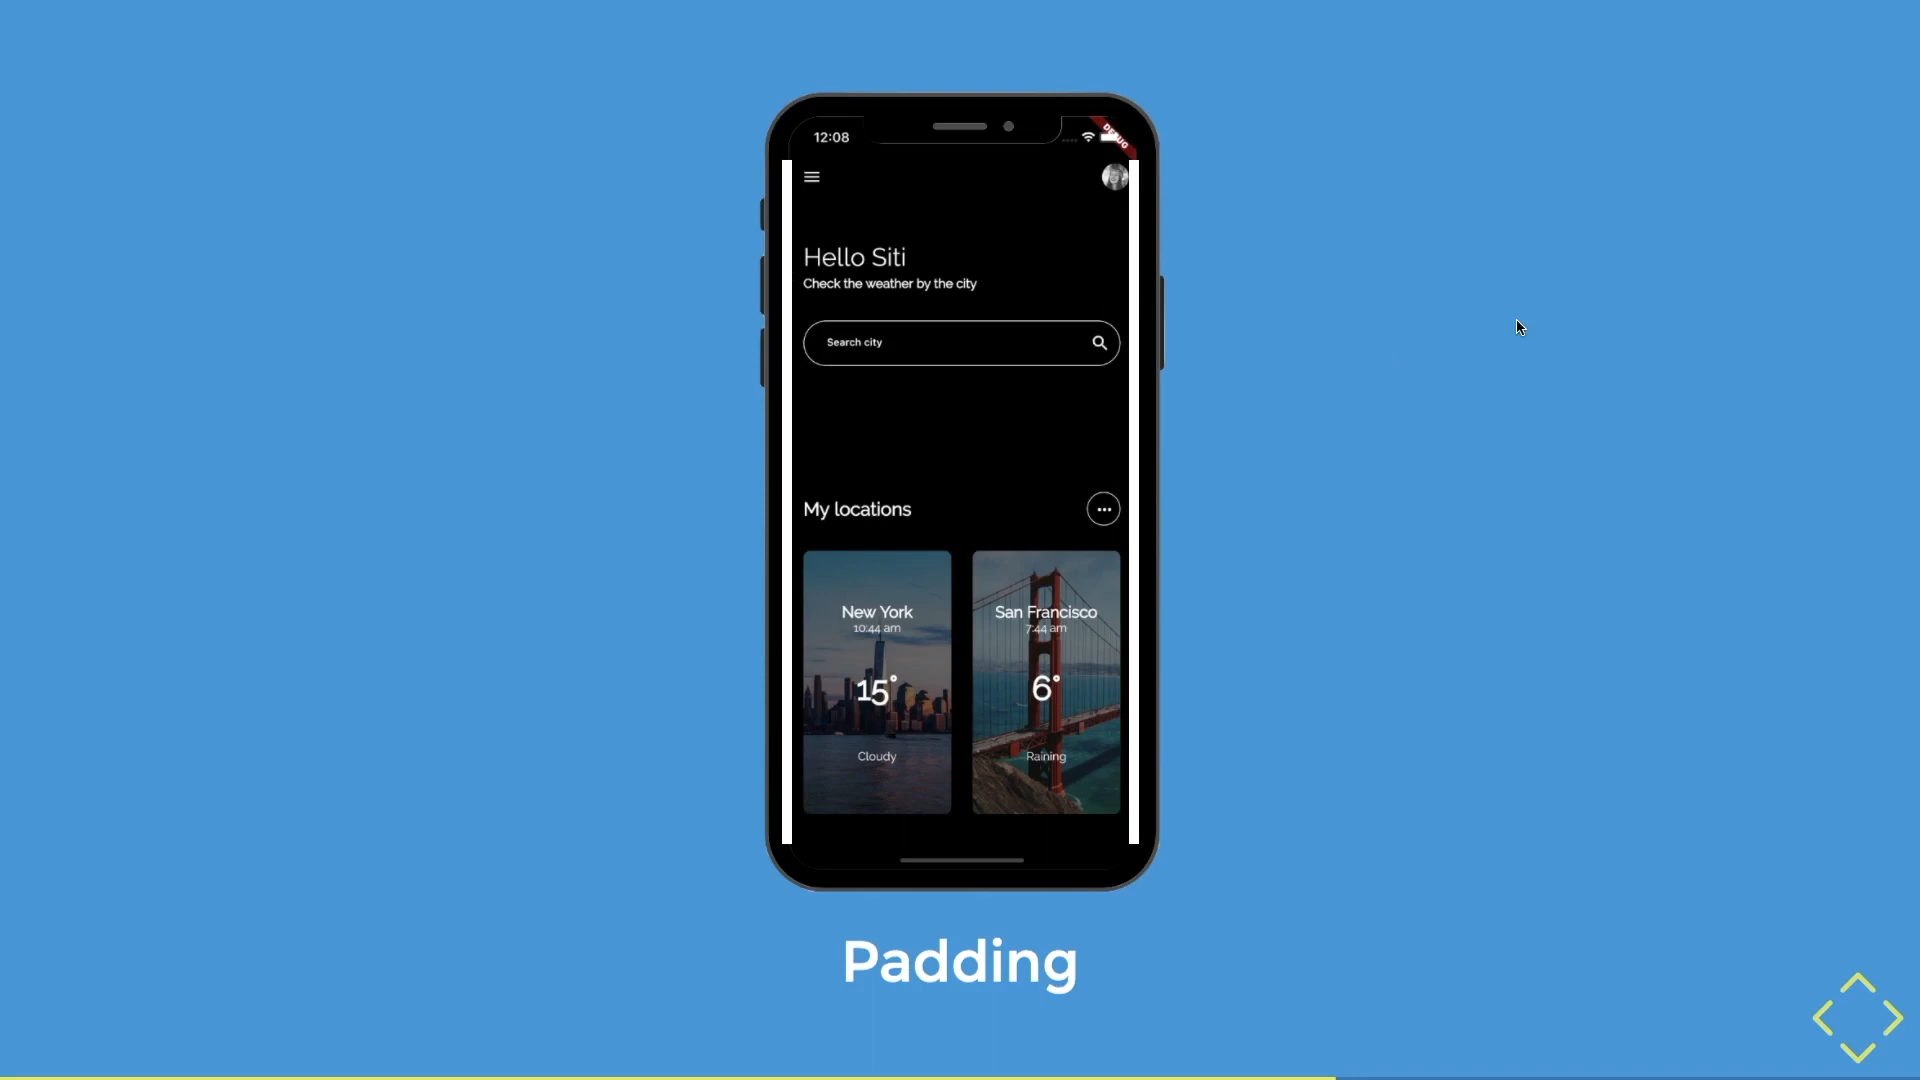 12:08
DEBUG
Hello Siti
Check the weather by the city
Search city
My locations
New York
10:44 am
15°
Cloudy
San Francisco
7:44 am
6°
Raining
Padding